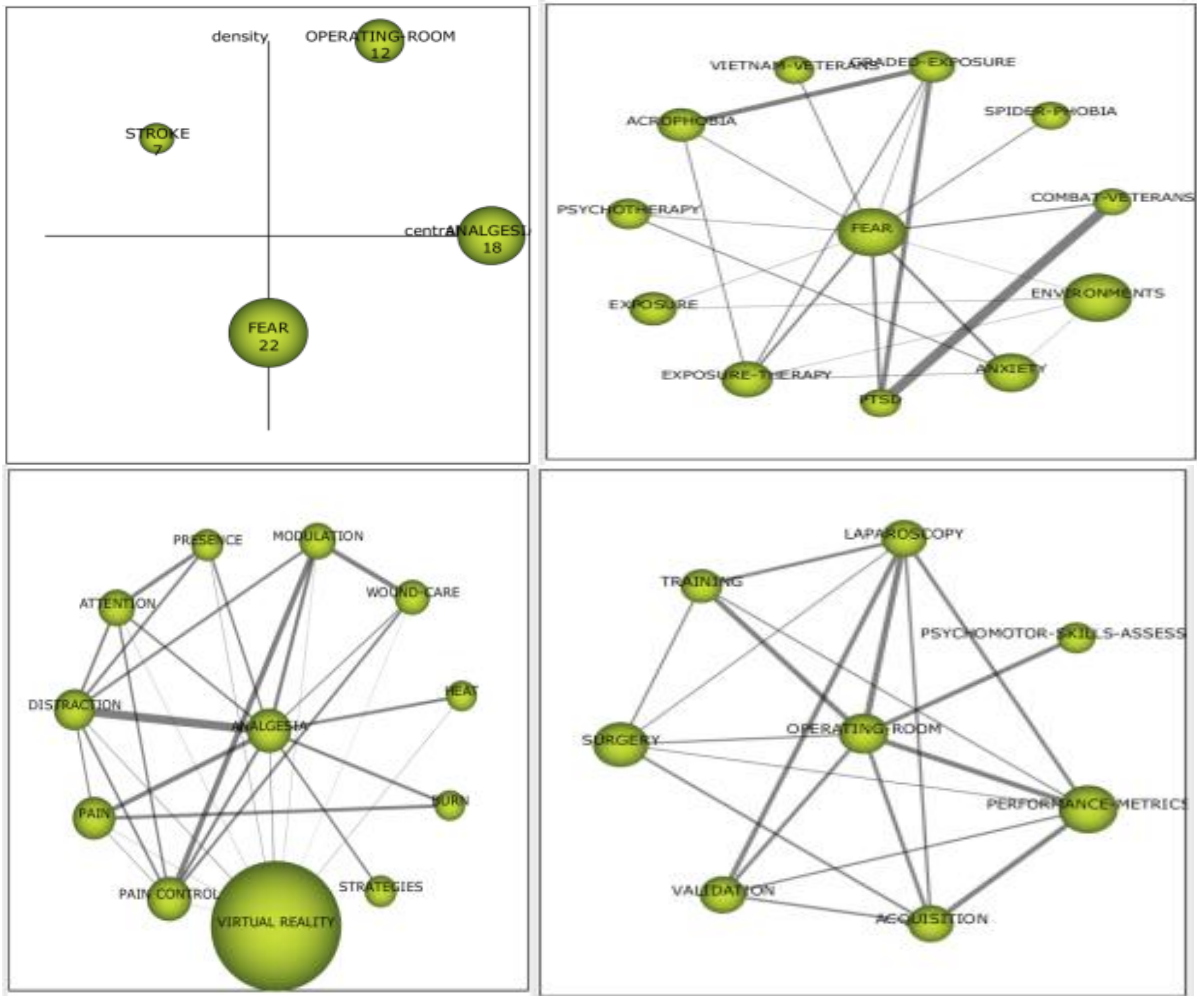 density
OPERATING-ROOM
12
STROKE
7
centr
ANALGESI
18
FEAR
22
VIETNAM-VETERANS
GRADED-EXPOSURE
SPIDER-PHOBIA
ACROPHOBIA
COMBAT-VETERANS
PSYCHOTHERAPY
FEAR
ENVIRONMENTS
EXPOSURE
ANXIETY
EXPOSURE-THERAPY
PTSD
PRESENCE
MODULATION
WOUND-CARE
ATTENTION
HEAT
DISTRACTION
ANALGESIA
BURN
PAIN
STRATEGIES
PAIN CONTROL
VIRTUAL REALITY
LAPAROSCOPY
TRAINING
PSYCHOMOTOR-SKILLS-ASSESS
OPERATING-ROOM
SURGERY
PERFORMANCE-METRICS
VALIDATION
ACQUISITION